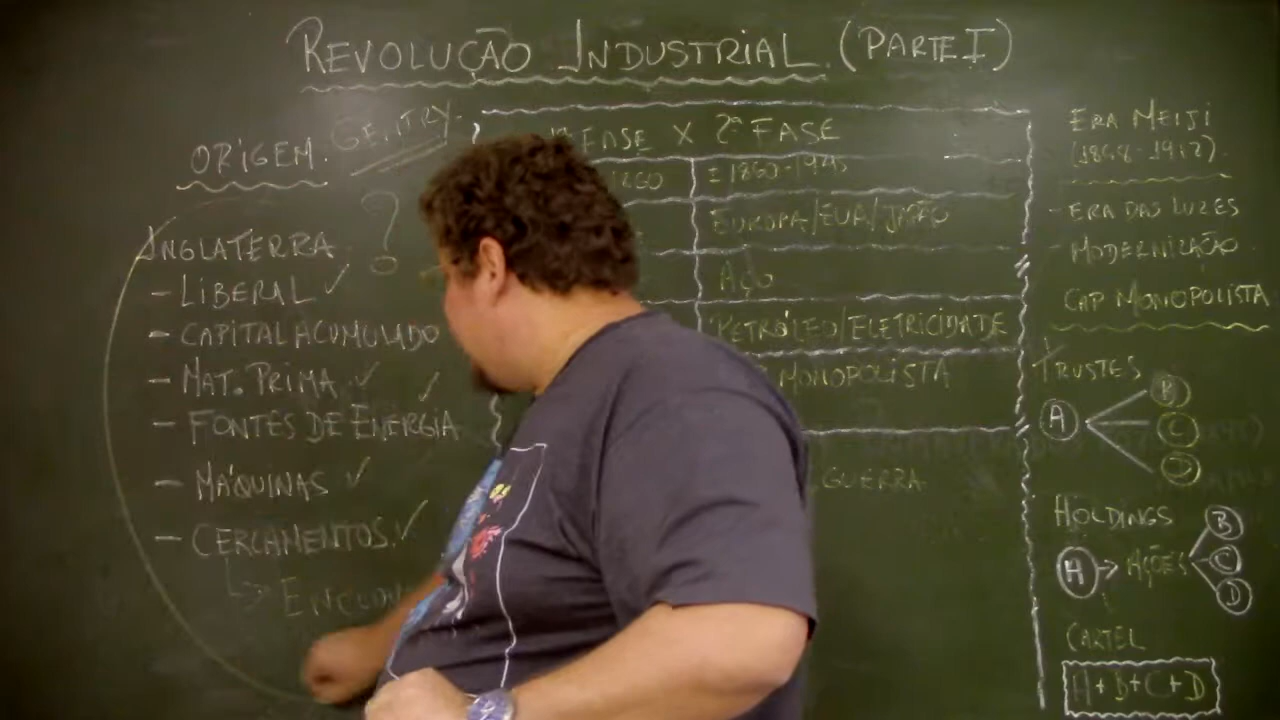 REVOLUÇÃO INDUSTRIAL. (PARTE I)
ORIGEM.
GENTRY.
?
INGLATERRA
- LIBERAL ✓
- CAPITAL ACUMULADO
- MAT. PRIMA ✓
- FONTES DE ENERGIA ✓
- MÁQUINAS ✓
- CERCAMENTOS. ✓
FASE X 2ª FASE
± 1860-1945
EUROPA/EUA/JAPÃO
AÇO
PETRÓLEO/ELETRICIDADE
MONOPOLISTA
GUERRA
ERA MEIJI
(1868-1912)
- ERA DAS LUZES
- MODERNIZAÇÃO
CAP MONOPOLISTA
TRUSTES
A
B
C
D
HOLDINGS
A → AÇÕES
B
C
D
CARTEL
A+B+C+D